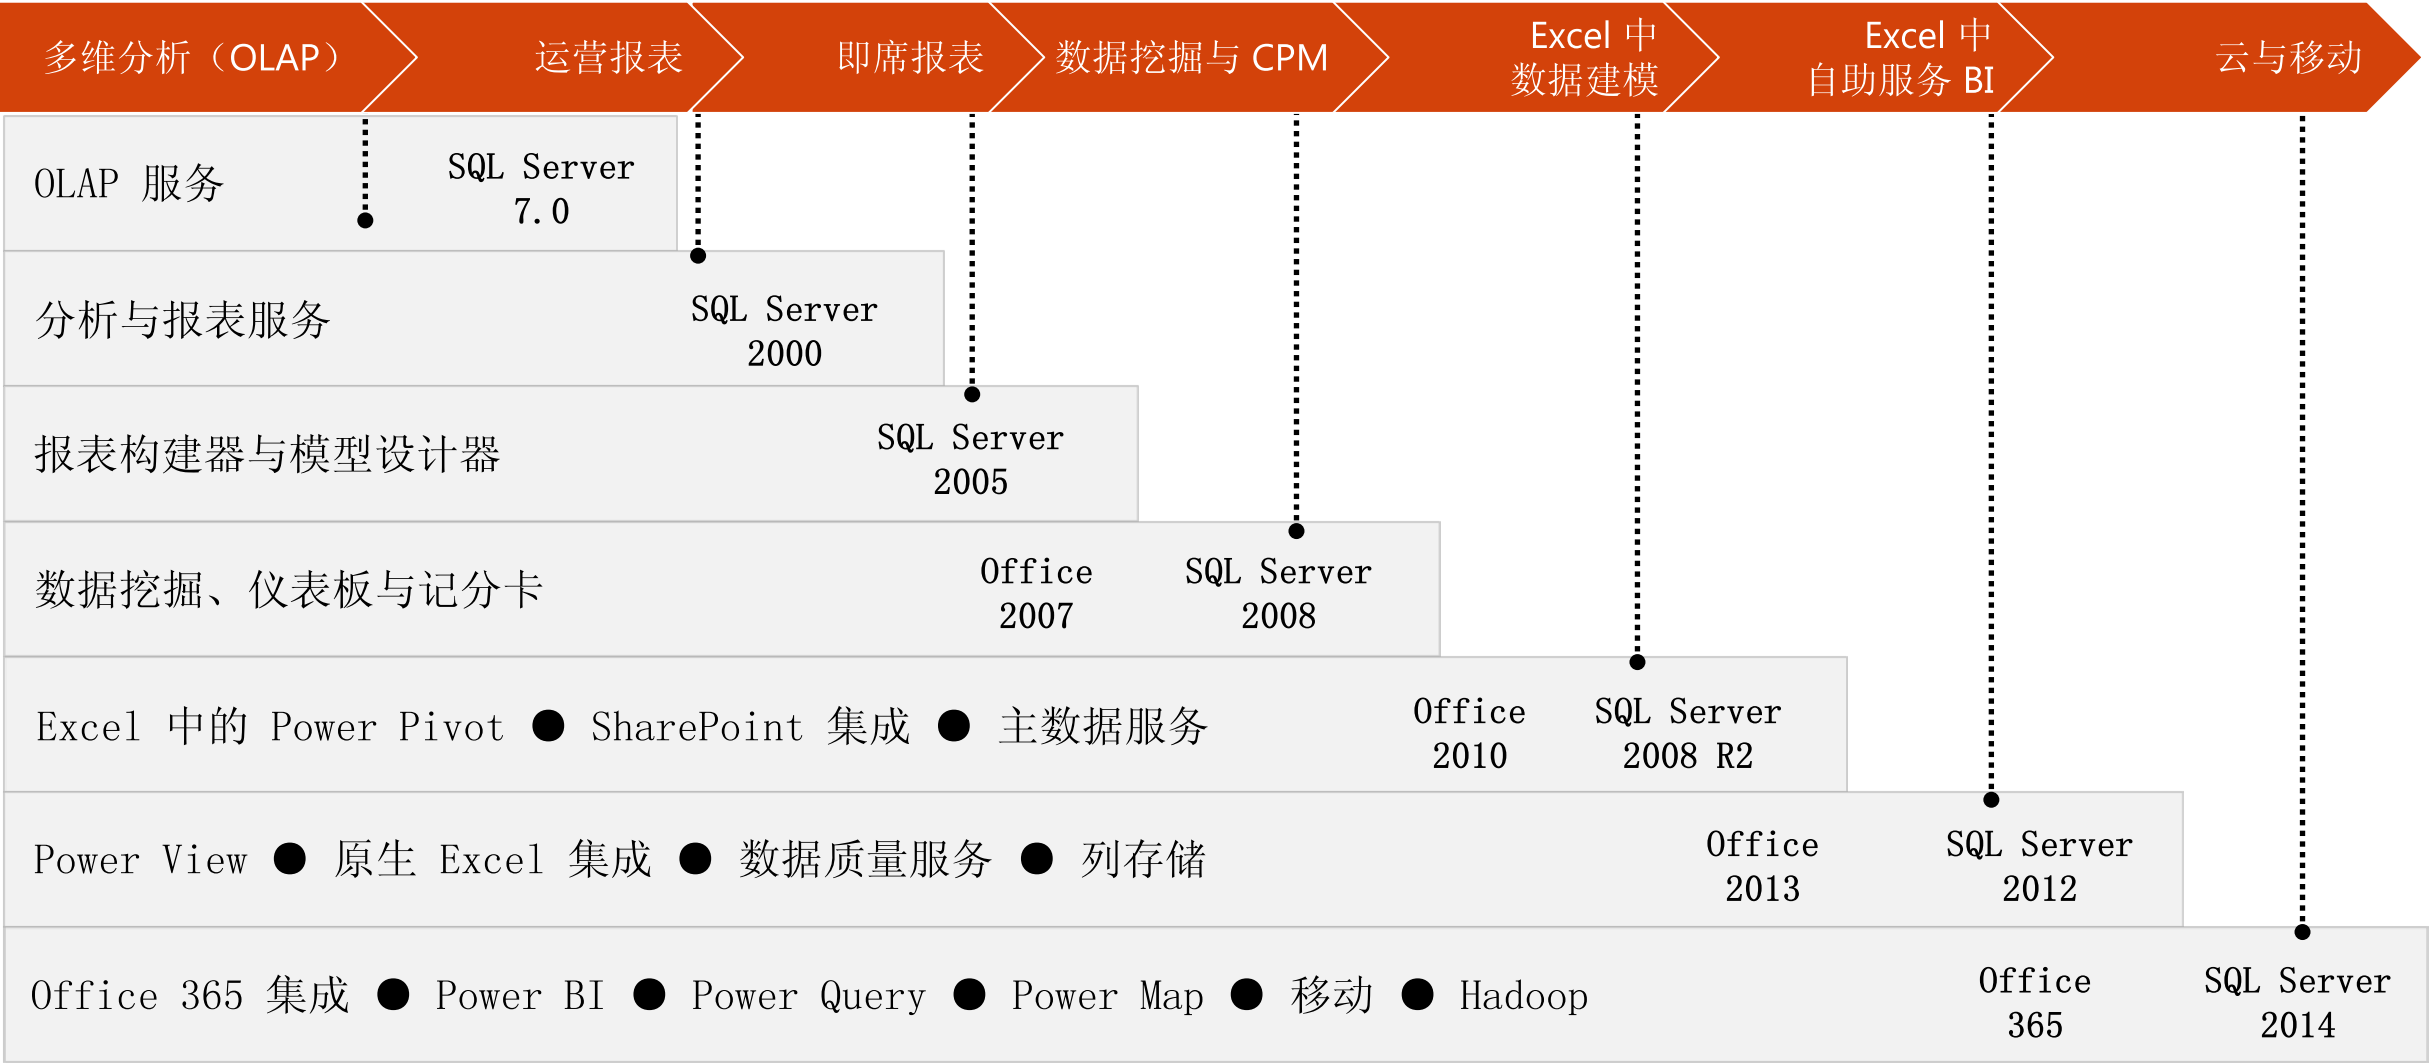 多维分析（OLAP）
运营报表
即席报表
数据挖掘与 CPM
Excel 中
数据建模
Excel 中
自助服务 BI
云与移动
OLAP 服务
SQL Server
7.0
分析与报表服务
SQL Server
2000
报表构建器与模型设计器
SQL Server
2005
数据挖掘、仪表板与记分卡
Office
2007
SQL Server
2008
Excel 中的 Power Pivot ● SharePoint 集成 ● 主数据服务
Office
2010
SQL Server
2008 R2
Power View ● 原生 Excel 集成 ● 数据质量服务 ● 列存储
Office
2013
SQL Server
2012
Office 365 集成 ● Power BI ● Power Query ● Power Map ● 移动 ● Hadoop
Office
365
SQL Server
2014